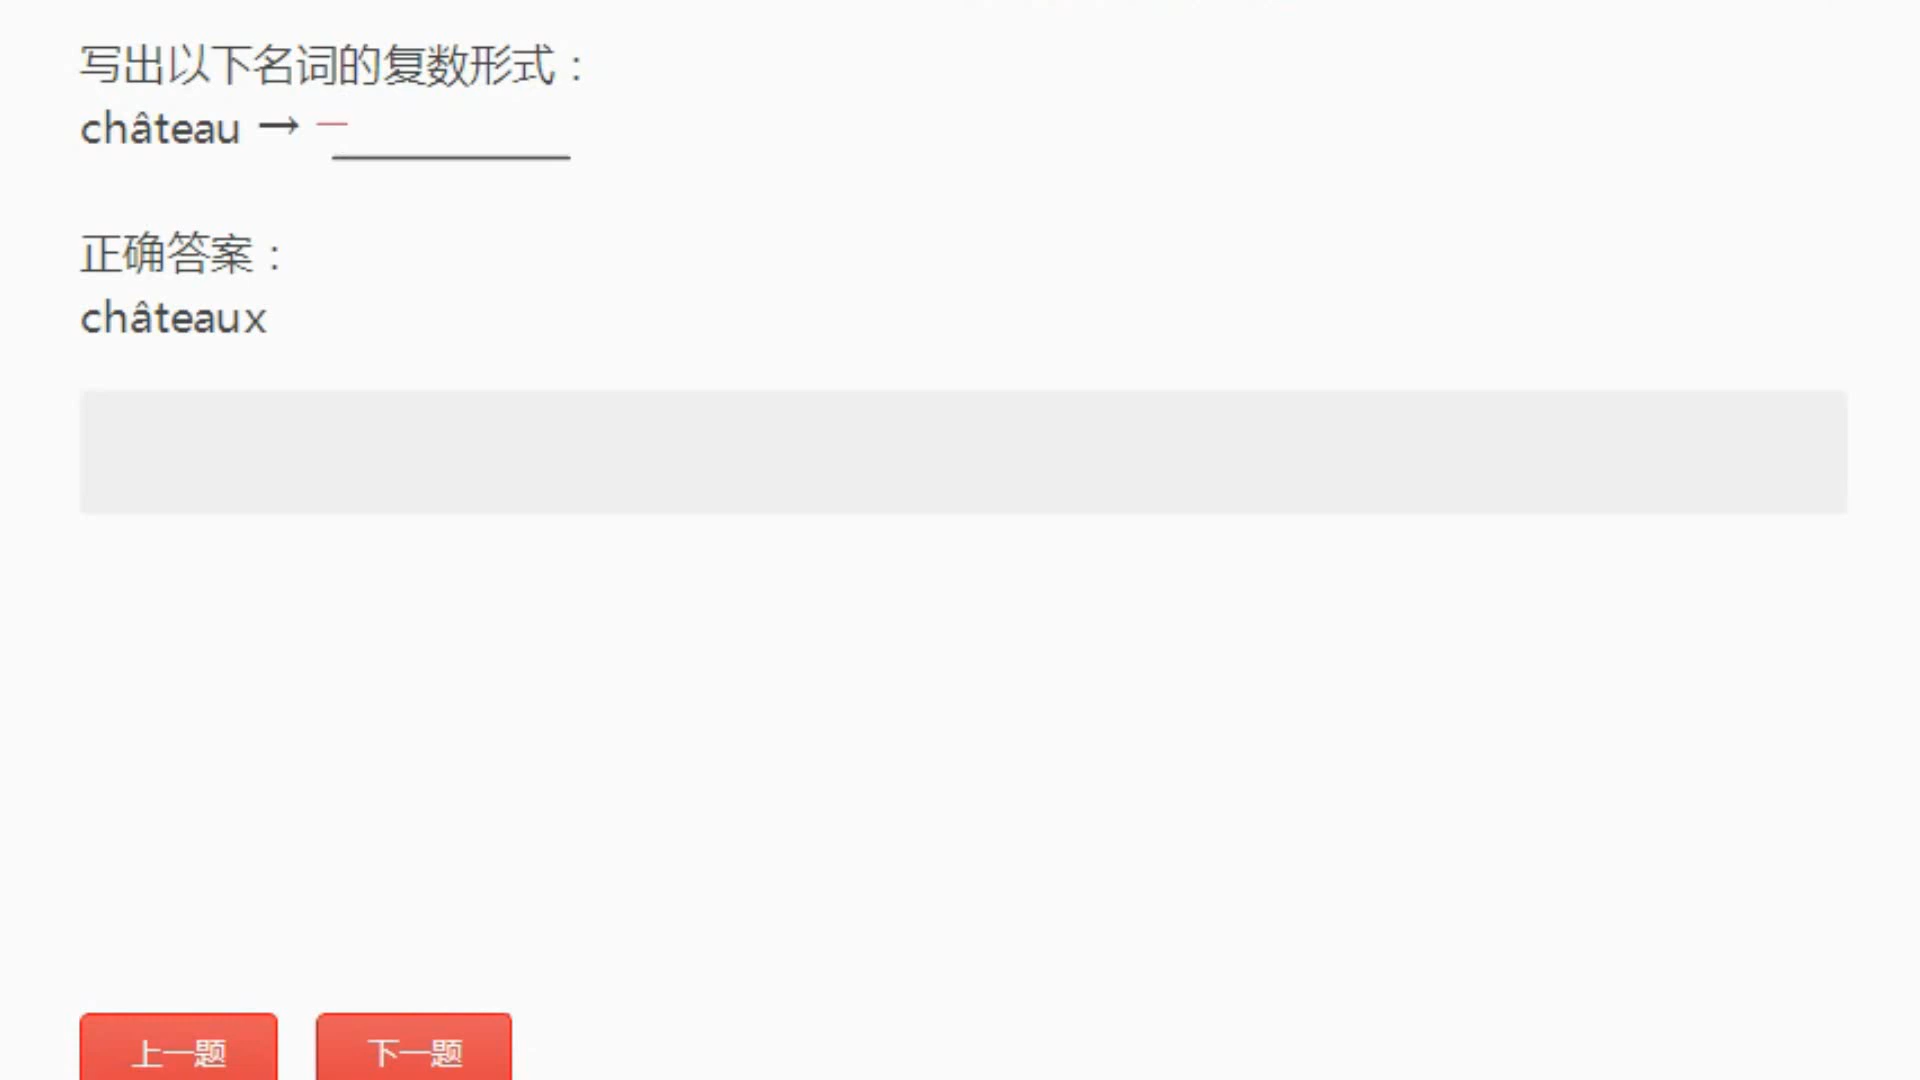 写出以下名词的复数形式：
château → _
正确答案：
châteaux
上一题 下一题